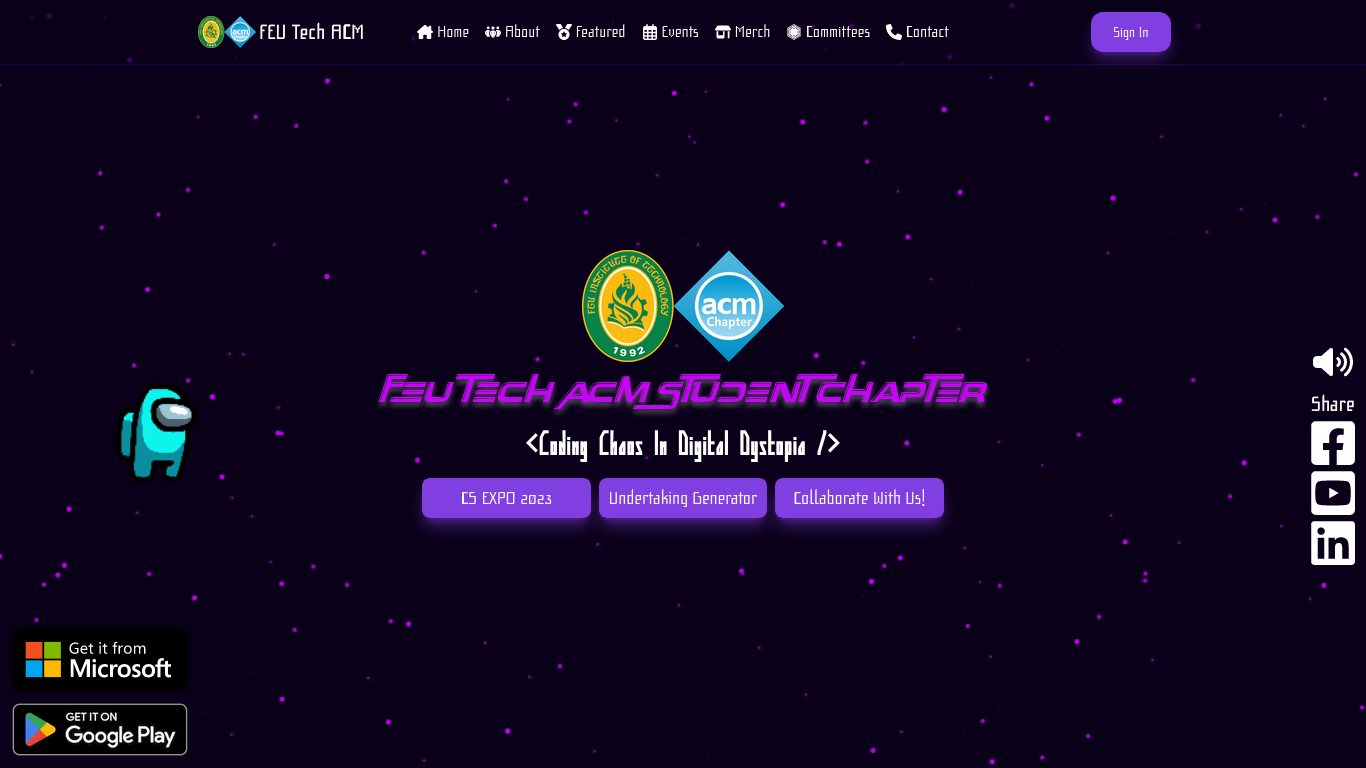 FEU Tech ACM
Home
About
Featured
Events
Merch
Committees
Contact
Sign In
FEU INSTITUTE OF TECHNOLOGY
1992
acm
Chapter
FEU TECH ACM STUDENT CHAPTER
<Coding Chaos In Digital Dystopia />
CS EXPO 2023
Undertaking Generator
Collaborate With Us!
Share
in
Get it from
Microsoft
GET IT ON
Google Play